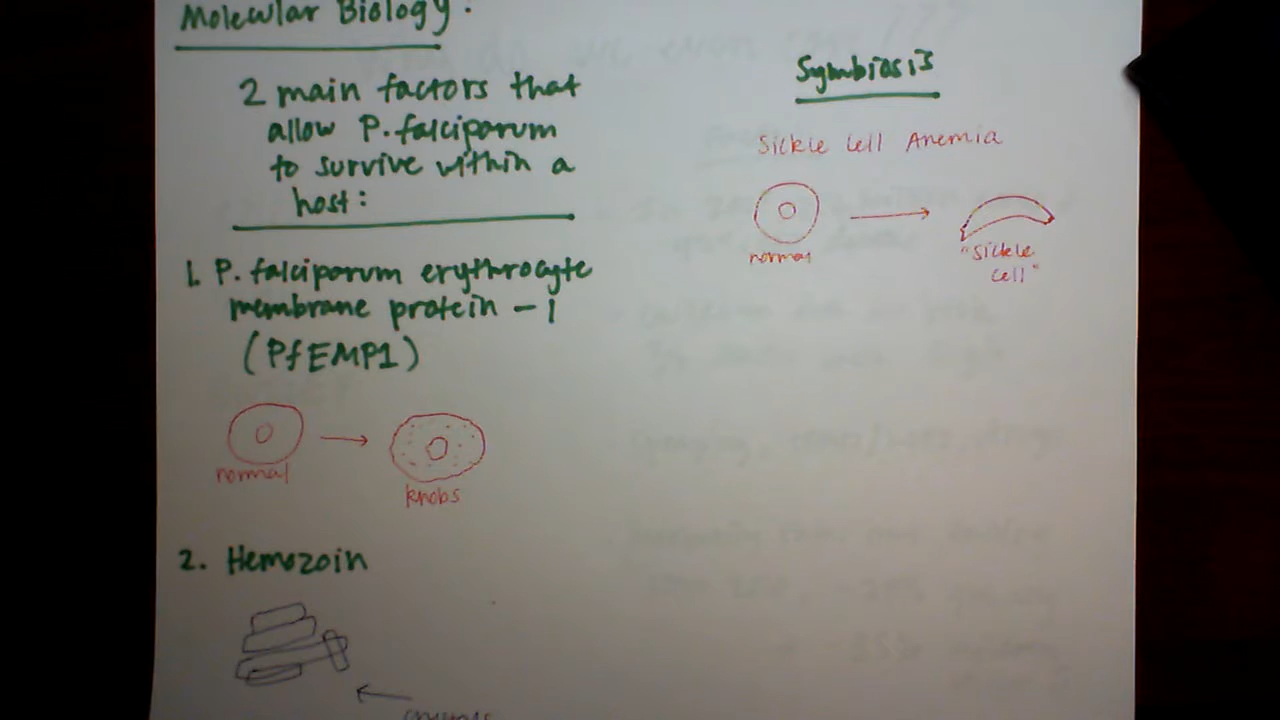 Molecular Biology:
2 main factors that
allow P. falciparum
to survive within a
host:
1. P. falciparum erythrocyte
membrane protein - 1
(PfEMP1)
normal
knobs
2. Hemozoin
Symbiosis
Sickle Cell Anemia
normal
"Sickle
Cell"